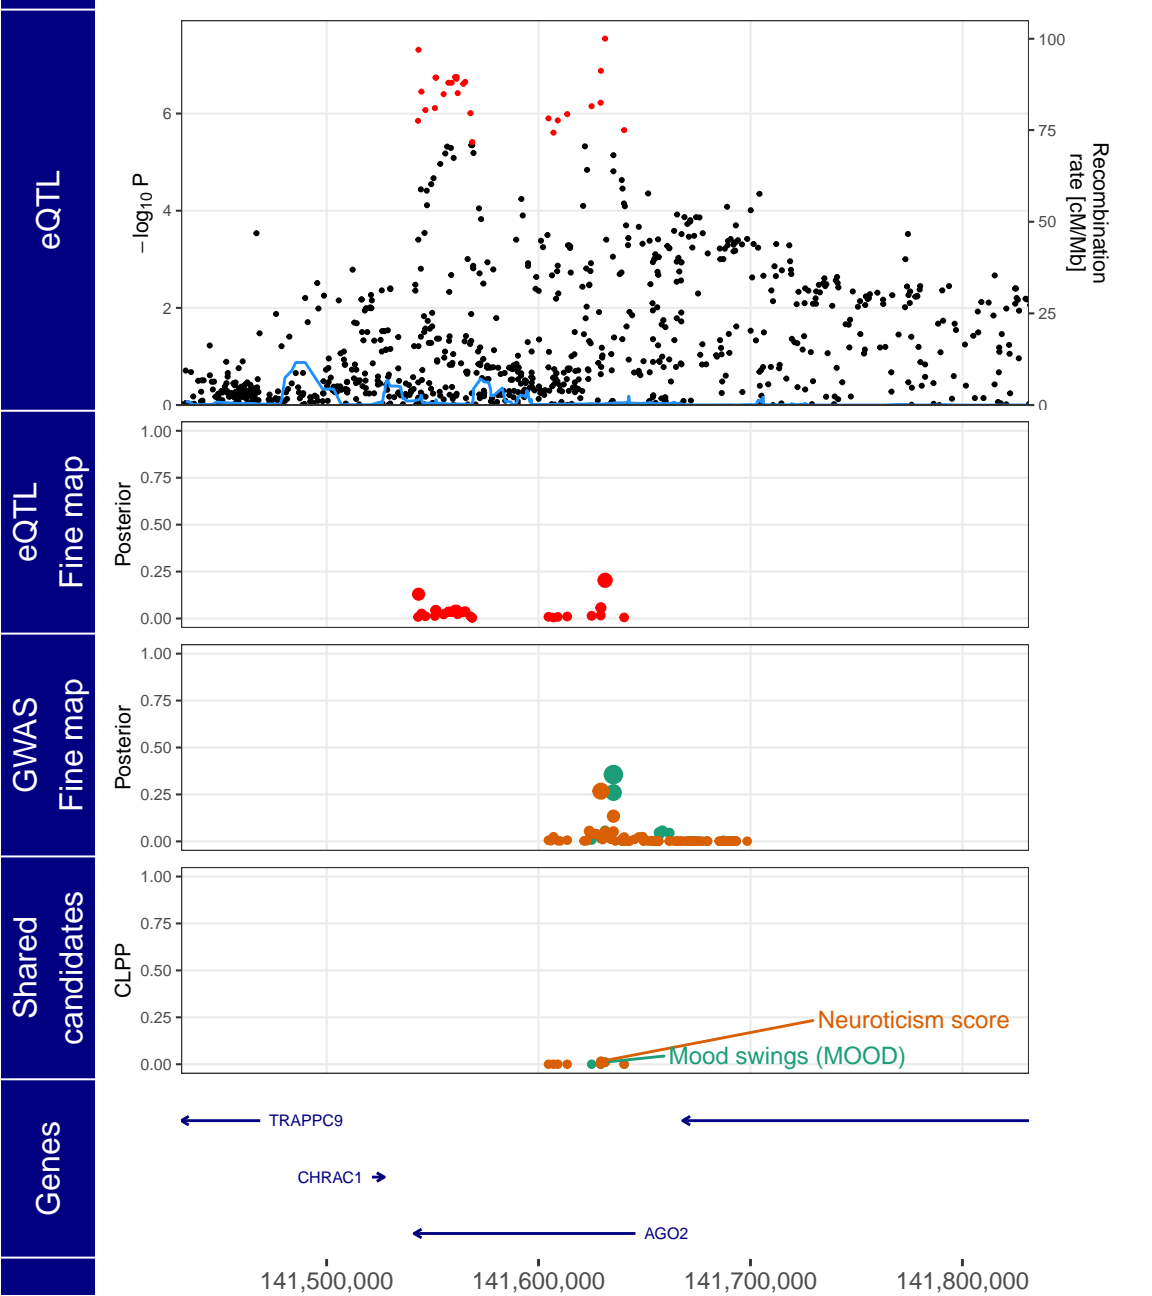 eQTL
−log10 P
6
4
2
0
100
75
50
25
0
Recombination
rate [cM/Mb]
eQTL
Fine map
Posterior
1.00
0.75
0.50
0.25
0.00
GWAS
Fine map
Posterior
1.00
0.75
0.50
0.25
0.00
Shared
candidates
CLPP
1.00
0.75
0.50
0.25
0.00
Neuroticism score
Mood swings (MOOD)
Genes
TRAPPC9
CHRAC1
AGO2
141,500,000
141,600,000
141,700,000
141,800,000